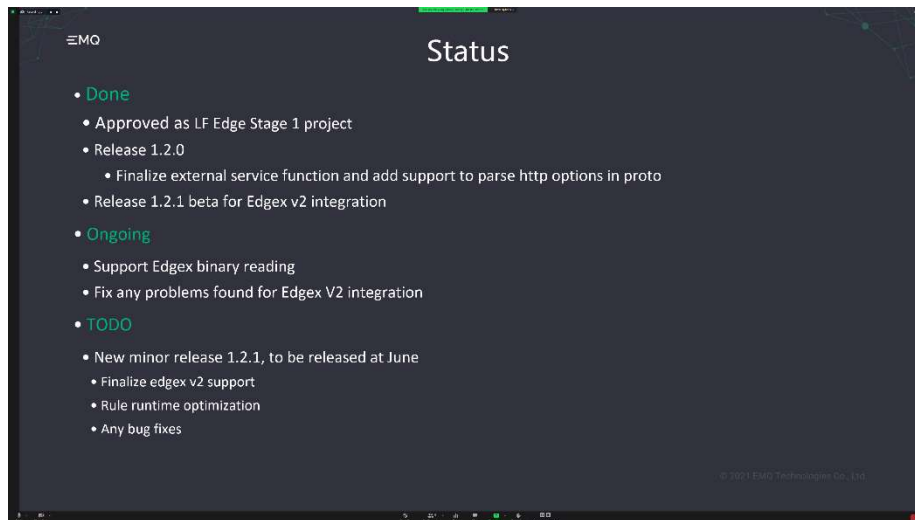 EMQ
Status
• Done
• Approved as LF Edge Stage 1 project
• Release 1.2.0
• Finalize external service function and add support to parse http options in proto
• Release 1.2.1 beta for Edgex v2 integration
• Ongoing
• Support Edgex binary reading
• Fix any problems found for Edgex V2 integration
• TODO
• New minor release 1.2.1, to be released at June
• Finalize edgex v2 support
• Rule runtime optimization
• Any bug fixes
© 2021 EMQ Technologies Co., Ltd.